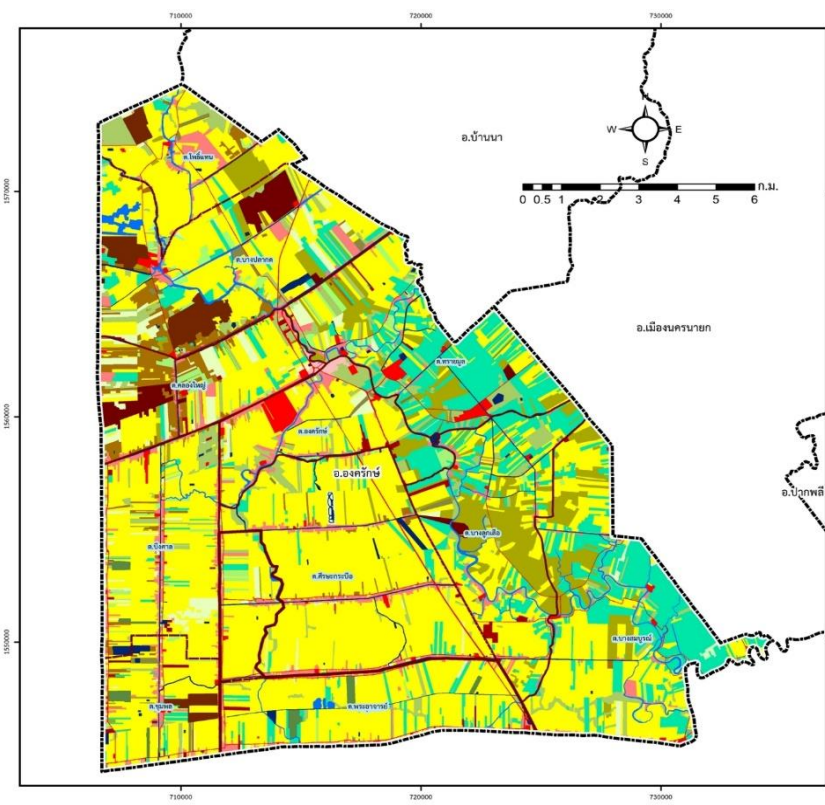 710000
720000
730000
N
W
E
S
อ.บ้านนา
ต.โพธิ์แทน
1570000
ก.ม.
0 0.5 1 2 3 4 5 6
ต.บางปลากด
อ.เมืองนครนายก
ต.ทรายมูล
ต.คลองใหญ่
1560000
ต.องครักษ์
อ.องครักษ์
อ.ปากพลี
ต.บางลูกเสือ
ต.บึงศาล
ต.ศีรษะกระบือ
1550000
ต.บางสมบูรณ์
ต.ชุมพล
ต.พระอาจารย์
710000
720000
730000